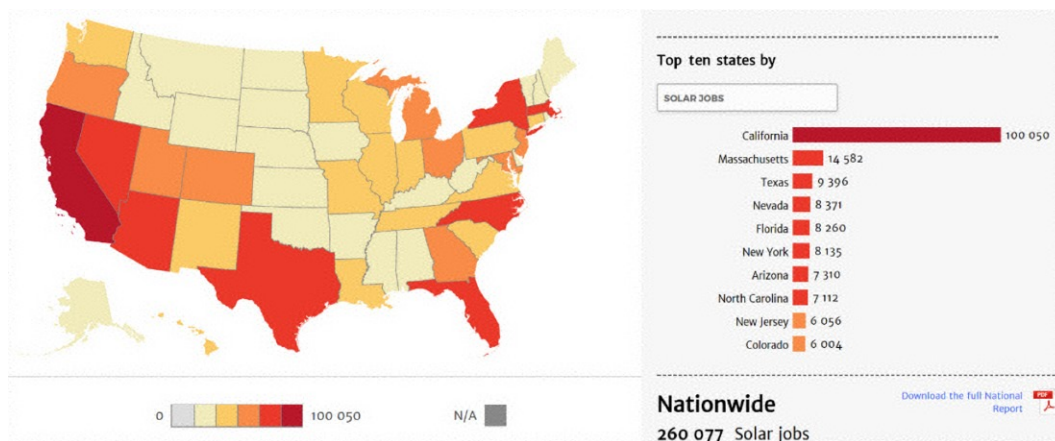 Top ten states by
SOLAR JOBS
California 100 050
Massachusetts 14 582
Texas 9 396
Nevada 8 371
Florida 8 260
New York 8 135
Arizona 7 310
North Carolina 7 112
New Jersey 6 056
Colorado 6 004
0 100 050 N/A
Nationwide
Download the full National
Report
PDF
260 077 Solar jobs